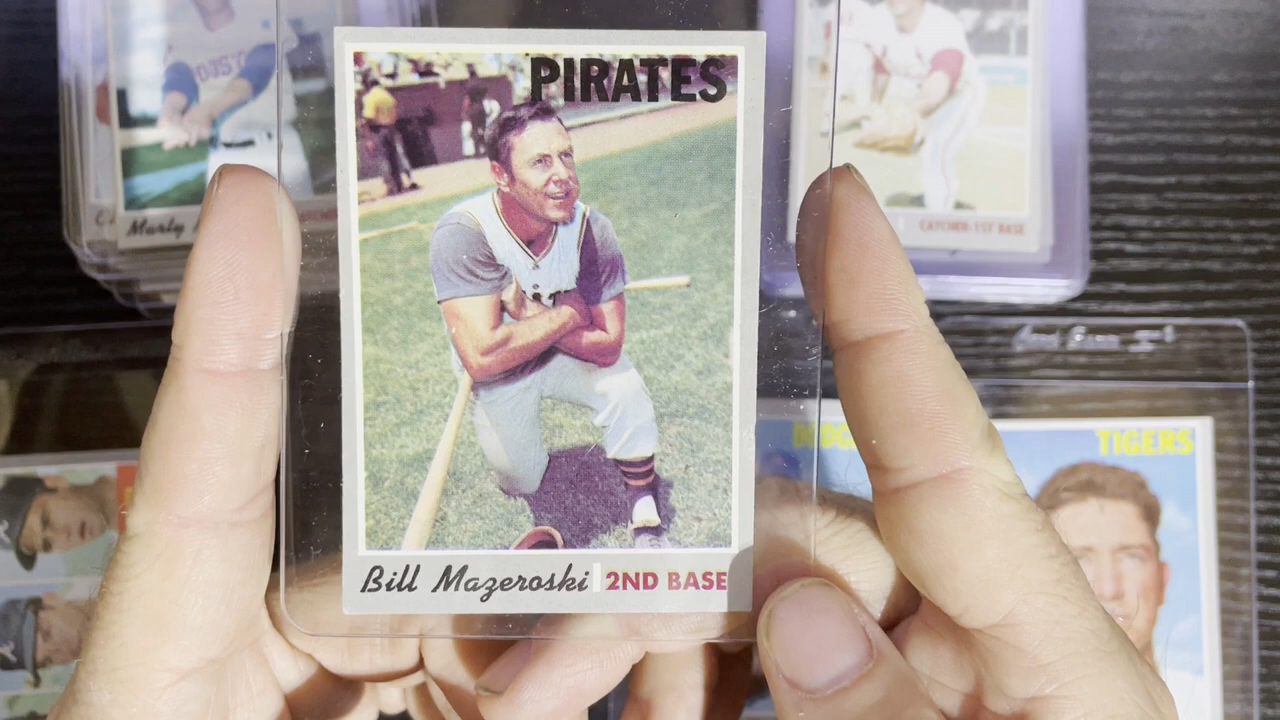 PIRATES
Bill Mazeroski 2ND BASE
Marty
CATCHER-1ST BASE
TIGERS